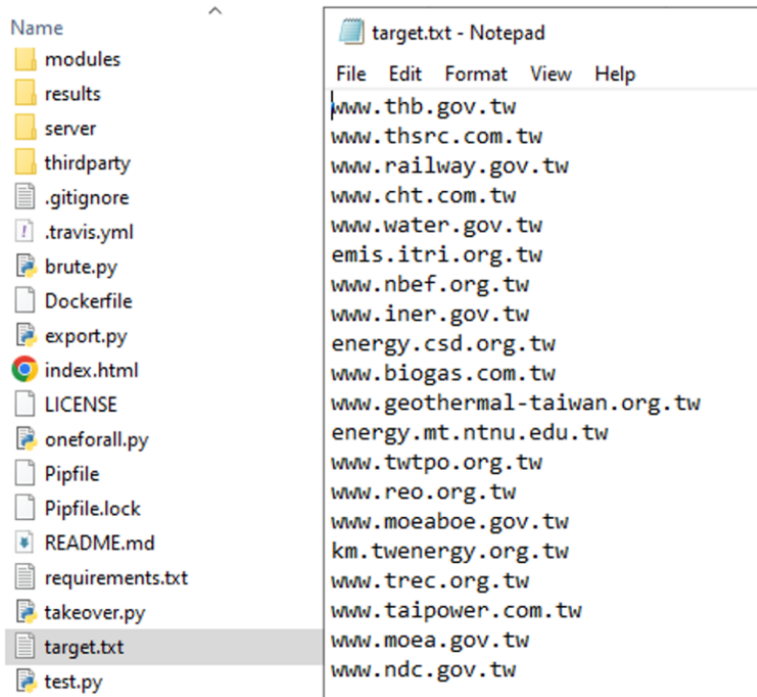 Name
modules
results
server
thirdparty
.gitignore
.travis.yml
brute.py
Dockerfile
export.py
index.html
LICENSE
oneforall.py
Pipfile
Pipfile.lock
README.md
requirements.txt
takeover.py
target.txt
test.py
target.txt - Notepad
File Edit Format View Help
www.thb.gov.tw
www.thsrc.com.tw
www.railway.gov.tw
www.cht.com.tw
www.water.gov.tw
emis.itri.org.tw
www.nbef.org.tw
www.iner.gov.tw
energy.csd.org.tw
www.biogas.com.tw
www.geothermal-taiwan.org.tw
energy.mt.ntnu.edu.tw
www.twtpo.org.tw
www.reo.org.tw
www.moeaboe.gov.tw
km.twenergy.org.tw
www.trec.org.tw
www.taipower.com.tw
www.moea.gov.tw
www.ndc.gov.tw